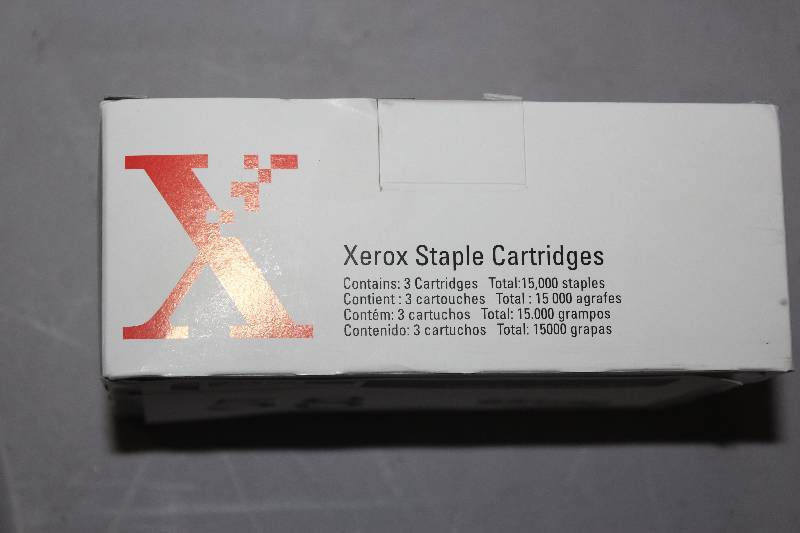 Xerox Staple Cartridges
Contains: 3 Cartridges Total:15,000 staples
Contient : 3 cartouches Total : 15 000 agrafes
Contém: 3 cartuchos Total: 15.000 grampos
Contenido: 3 cartuchos Total: 15000 grapas